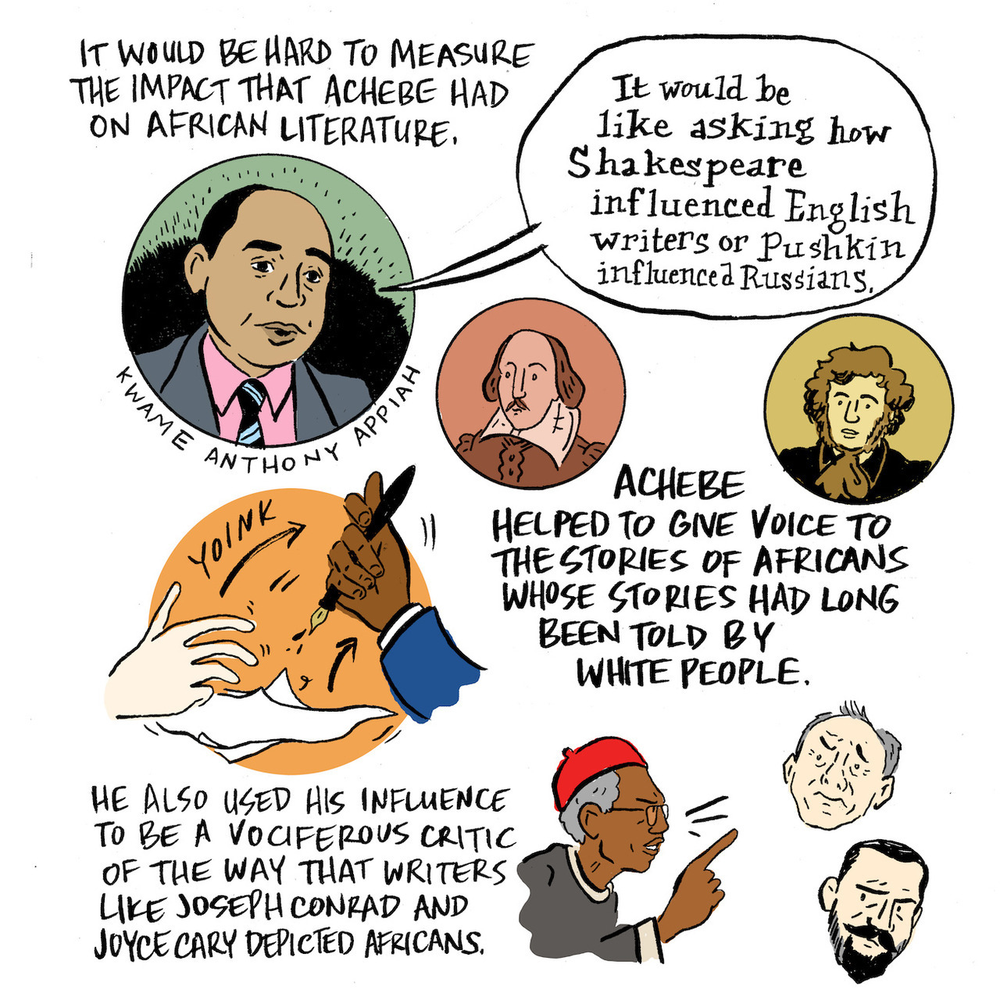 IT WOULD BE HARD TO MEASURE
THE IMPACT THAT ACHEBE HAD
ON AFRICAN LITERATURE.
It would be
like asking how
Shakespeare
influenced English
writers or Pushkin
influenced Russians.
KWAME ANTHONY APPIAH
YOINK
ACHEBE
HELPED TO GIVE VOICE TO
THE STORIES OF AFRICANS
WHOSE STORIES HAD LONG
BEEN TOLD BY
WHITE PEOPLE.
HE ALSO USED HIS INFLUENCE
TO BE A VOCIFEROUS CRITIC
OF THE WAY THAT WRITERS
LIKE JOSEPH CONRAD AND
JOYCE CARY DEPICTED AFRICANS.